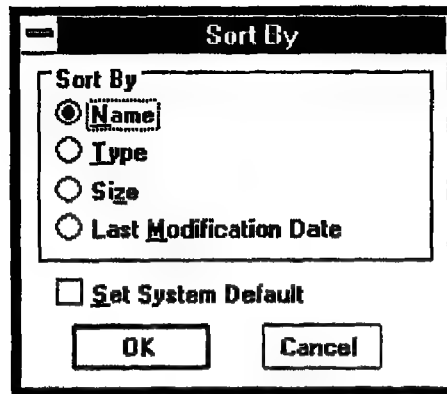 Sort By
Sort By
Name
Type
Size
Last Modification Date
Set System Default
OK Cancel